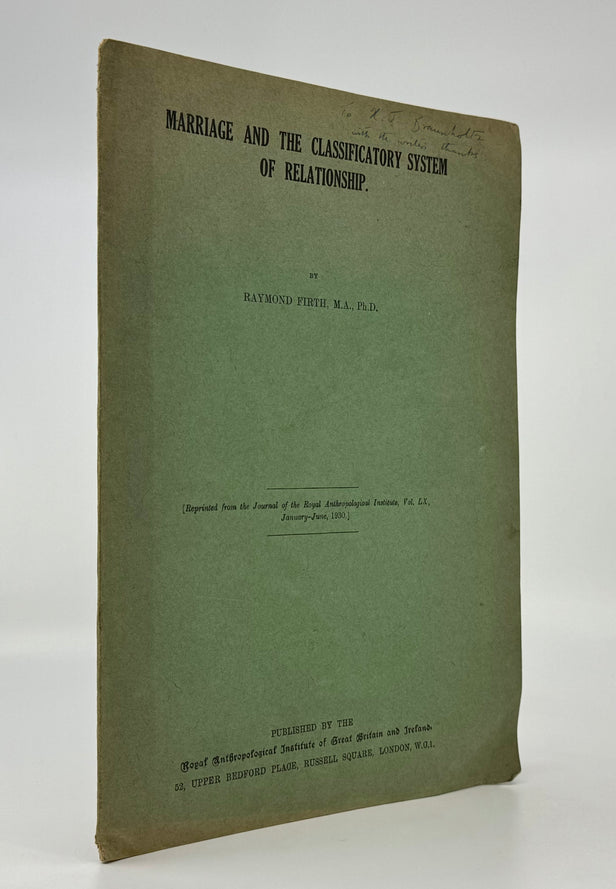 To H. J. Braunholtz
with the writer's thanks
MARRIAGE AND THE CLASSIFICATORY SYSTEM
OF RELATIONSHIP.
BY
RAYMOND FIRTH, M.A., Ph.D.
[Reprinted from the Journal of the Royal Anthropological Institute, Vol. LX,
January-June, 1930.]
PUBLISHED BY THE
Royal Anthropological Institute of Great Britain and Ireland,
52, UPPER BEDFORD PLACE, RUSSELL SQUARE, LONDON, W.C.1.